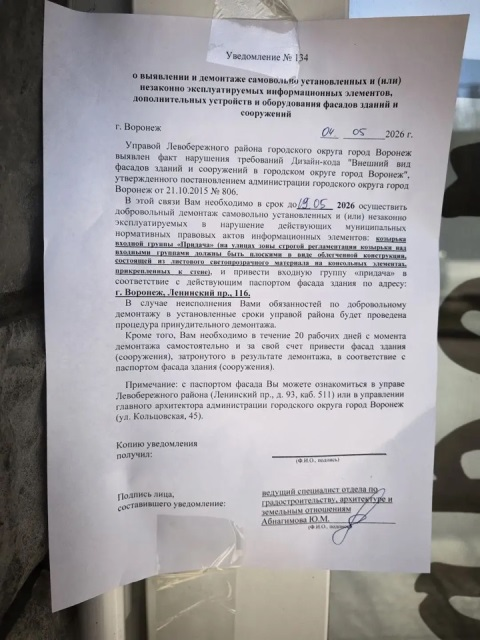 Уведомление № 134
о выявлении и демонтаже самовольно установленных и (или)
незаконно эксплуатируемых информационных элементов,
дополнительных устройств и оборудования фасадов зданий и
сооружений
г. Воронеж 04 05 2026 г.
Управой Левобережного района городского округа город Воронеж
выявлен факт нарушения требований Дизайн-кода "Внешний вид
фасадов зданий и сооружений в городском округе город Воронеж",
утвержденного постановлением администрации городского округа город
Воронеж от 21.10.2015 № 806.
В этой связи Вам необходимо в срок до 19.05 2026 осуществить
добровольный демонтаж самовольно установленных и (или) незаконно
эксплуатируемых в нарушение действующих муниципальных
нормативных правовых актов информационных элементов: козырька
входной группы «Придача» (на улицах зоны строгой регламентации козырьки над
входными группами должны быть плоскими в виде облегченной конструкции,
состоящей из листового светопрозрачного материала на консольных элементах,
прикрепленных к стене), и привести входную группу «придача» в
соответствие с действующим паспортом фасада здания по адресу:
г. Воронеж, Ленинский пр., 116.
В случае неисполнения Вами обязанностей по добровольному
демонтажу в установленные сроки управой района будет проведена
процедура принудительного демонтажа.
Кроме того, Вам необходимо в течение 20 рабочих дней с момента
демонтажа самостоятельно и за свой счет привести фасад здания
(сооружения), затронутого в результате демонтажа, в соответствие с
паспортом фасада здания (сооружения).
Примечание: с паспортом фасада Вы можете ознакомиться в управе
Левобережного района (Ленинский пр., д. 93, каб. 511) или в управлении
главного архитектора администрации городского округа город Воронеж
(ул. Кольцовская, 45).
Копию уведомления
получил:
(Ф.И.О., подпись)
Подпись лица,
составившего уведомление:
ведущий специалист отдела по
градостроительству, архитектуре и
земельным отношениям
Абнагимова Ю.М.
(Ф.И.О., подпись)